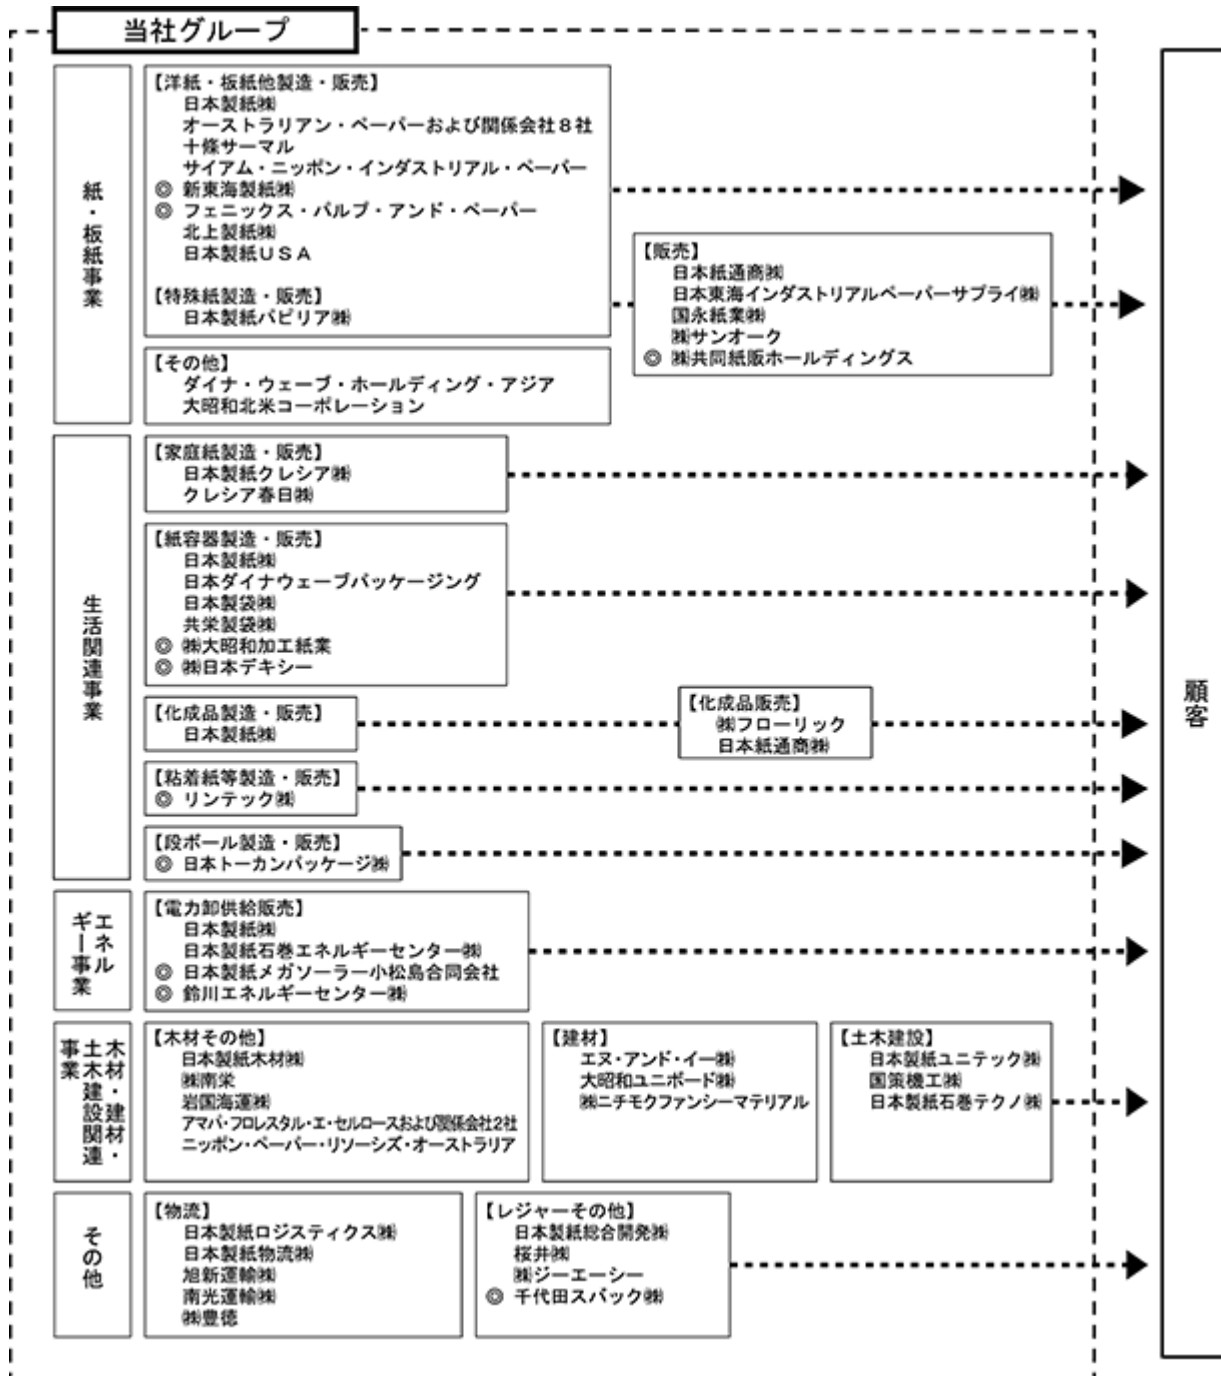 当社グループ
紙・板紙事業
【洋紙・板紙他製造・販売】
日本製紙㈱
オーストラリアン・ペーパーおよび関係会社８社
十條サーマル
サイアム・ニッポン・インダストリアル・ペーパー
◎ 新東海製紙㈱
◎ フェニックス・パルプ・アンド・ペーパー
北上製紙㈱
日本製紙ＵＳＡ
【特殊紙製造・販売】
日本製紙パピリア㈱
【販売】
日本紙通商㈱
日本東海インダストリアルペーパーサプライ㈱
国永紙業㈱
㈱サンオーク
◎ ㈱共同紙販ホールディングス
【その他】
ダイナ・ウェーブ・ホールディング・アジア
大昭和北米コーポレーション
生活関連事業
【家庭紙製造・販売】
日本製紙クレシア㈱
クレシア春日㈱
【紙容器製造・販売】
日本製紙㈱
日本ダイナウェーブパッケージング
日本製袋㈱
共栄製袋㈱
◎ ㈱大昭和加工紙業
◎ ㈱日本デキシー
【化成品製造・販売】
日本製紙㈱
【化成品販売】
㈱フローリック
日本紙通商㈱
【粘着紙等製造・販売】
◎ リンテック㈱
【段ボール製造・販売】
◎ 日本トーカンパッケージ㈱
エネル
ギー事業
【電力卸供給販売】
日本製紙㈱
日本製紙石巻エネルギーセンター㈱
◎ 日本製紙メガソーラー小松島合同会社
◎ 鈴川エネルギーセンター㈱
木材・建材・
土木建設関連
事業
【木材その他】
日本製紙木材㈱
㈱南栄
岩国海運㈱
アマパ・フロレスタル・エ・セルロースおよび関係会社2社
ニッポン・ペーパー・リソーシズ・オーストラリア
【建材】
エヌ・アンド・イー㈱
大昭和ユニボード㈱
㈱ニチモクファンシーマテリアル
【土木建設】
日本製紙ユニテック㈱
国策機工㈱
日本製紙石巻テクノ㈱
その他
【物流】
日本製紙ロジスティクス㈱
日本製紙物流㈱
旭新運輸㈱
南光運輸㈱
㈱豊徳
【レジャーその他】
日本製紙総合開発㈱
桜井㈱
㈱ジーエーシー
◎ 千代田スバック㈱
顧客